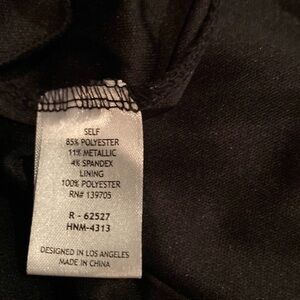 SELF
85% POLYESTER
11% METALLIC
4% SPANDEX
LINING
100% POLYESTER
RN# 139705
R - 62527
HNM-4313
DESIGNED IN LOS ANGELES
MADE IN CHINA